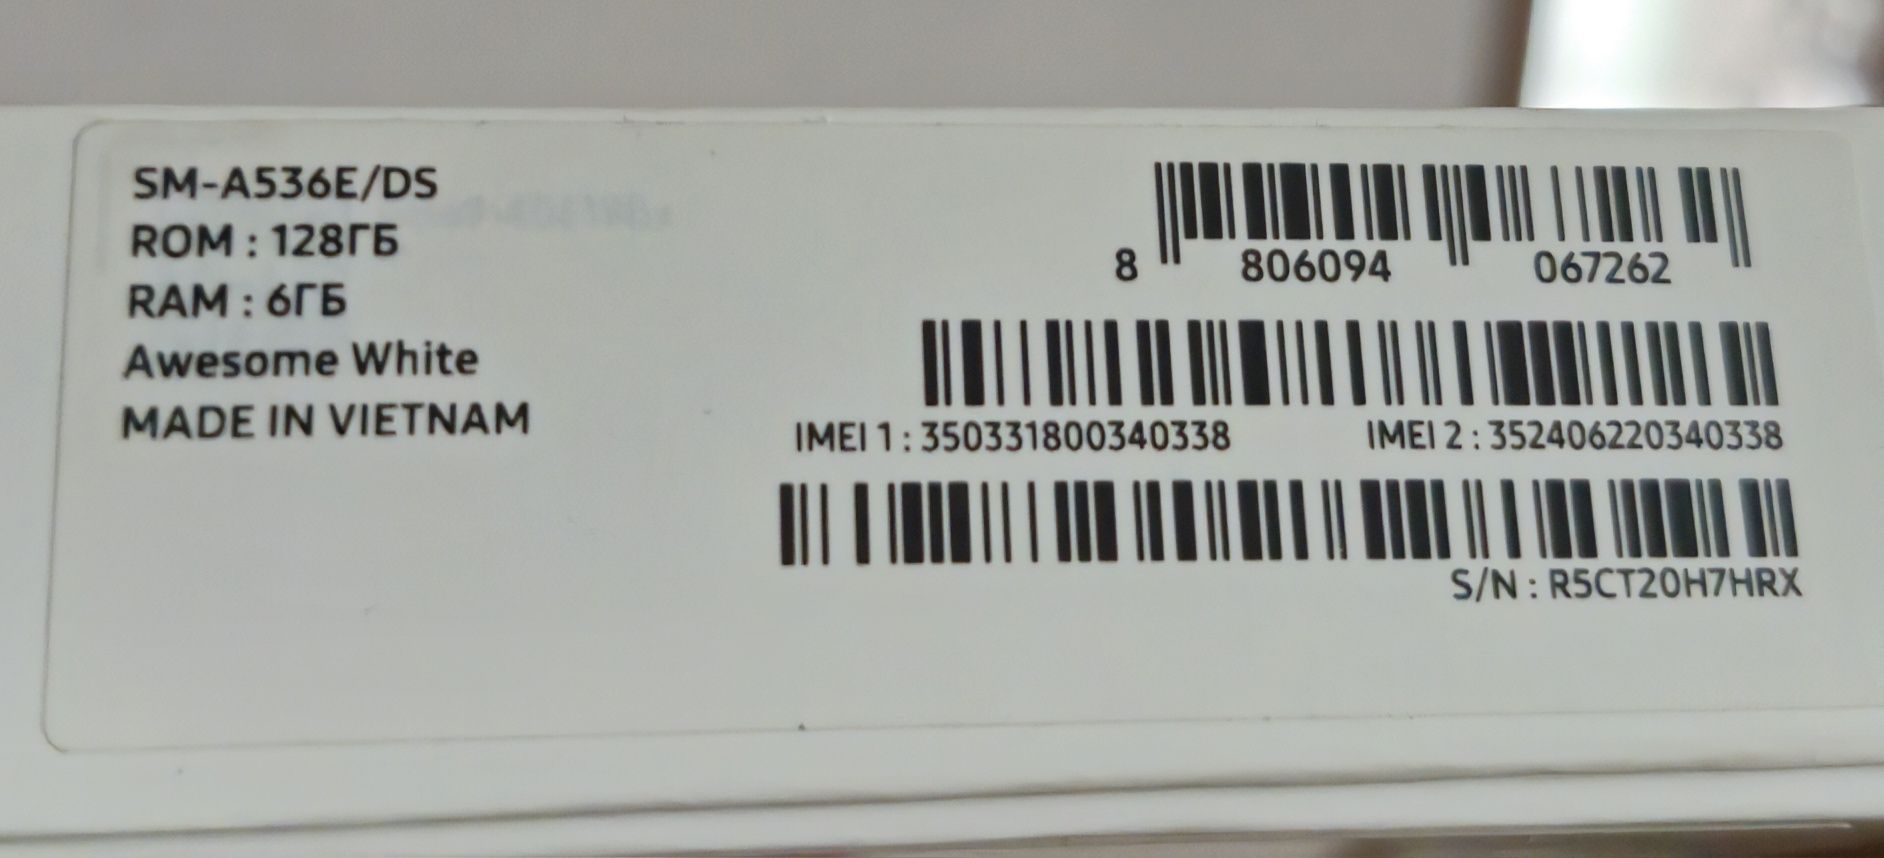 SM-A536E/DS
ROM : 128ГБ
RAM : 6ГБ
Awesome White
MADE IN VIETNAM
8 806094 067262
IMEI 1 : 350331800340338 IMEI 2 : 352406220340338
S/N : R5CT20H7HRX